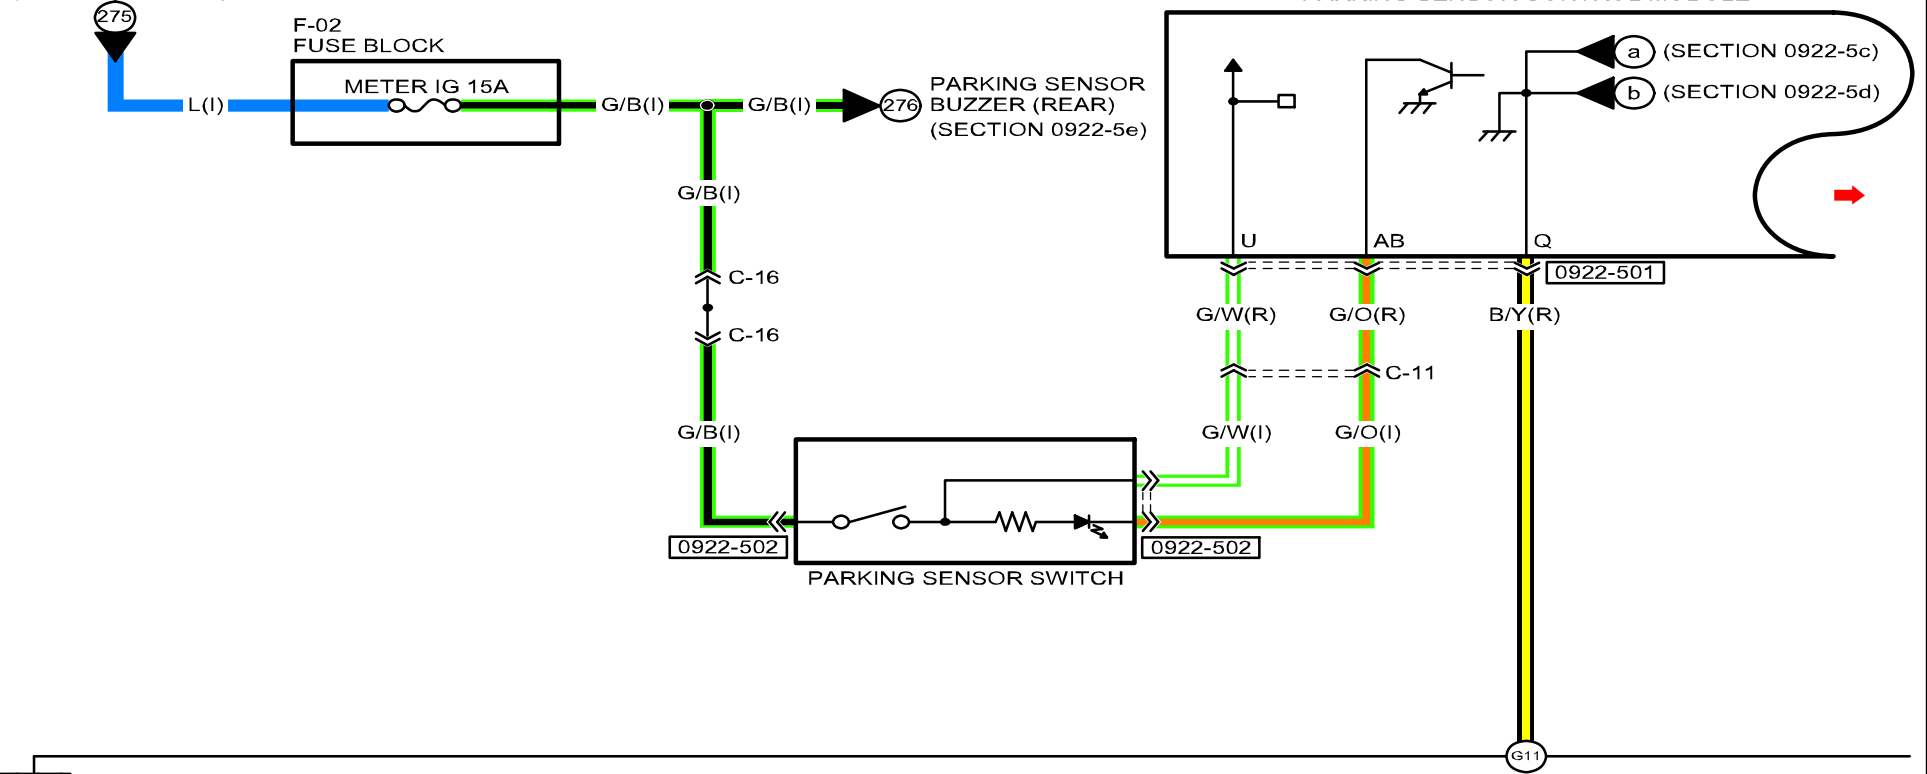 275
F-02
FUSE BLOCK
METER IG 15A
L(I)
G/B(I)
G/B(I)
276
PARKING SENSOR
BUZZER (REAR)
(SECTION 0922-5e)
a
(SECTION 0922-5c)
b
(SECTION 0922-5d)
G/B(I)
U
AB
Q
0922-501
C-16
C-16
G/W(R)
G/O(R)
B/Y(R)
C-11
G/B(I)
G/W(I)
G/O(I)
0922-502
0922-502
PARKING SENSOR SWITCH
G11